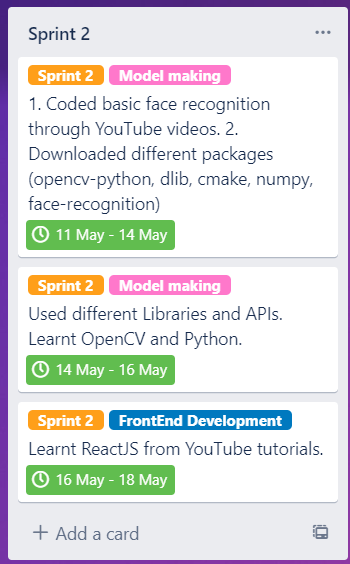 Sprint 2
Sprint 2 Model making
1. Coded basic face recognition
through YouTube videos. 2.
Downloaded different packages
(opencv-python, dlib, cmake, numpy,
face-recognition)
11 May - 14 May
Sprint 2 Model making
Used different Libraries and APIs.
Learnt OpenCV and Python.
14 May - 16 May
Sprint 2 FrontEnd Development
Learnt ReactJS from YouTube tutorials.
16 May - 18 May
Add a card